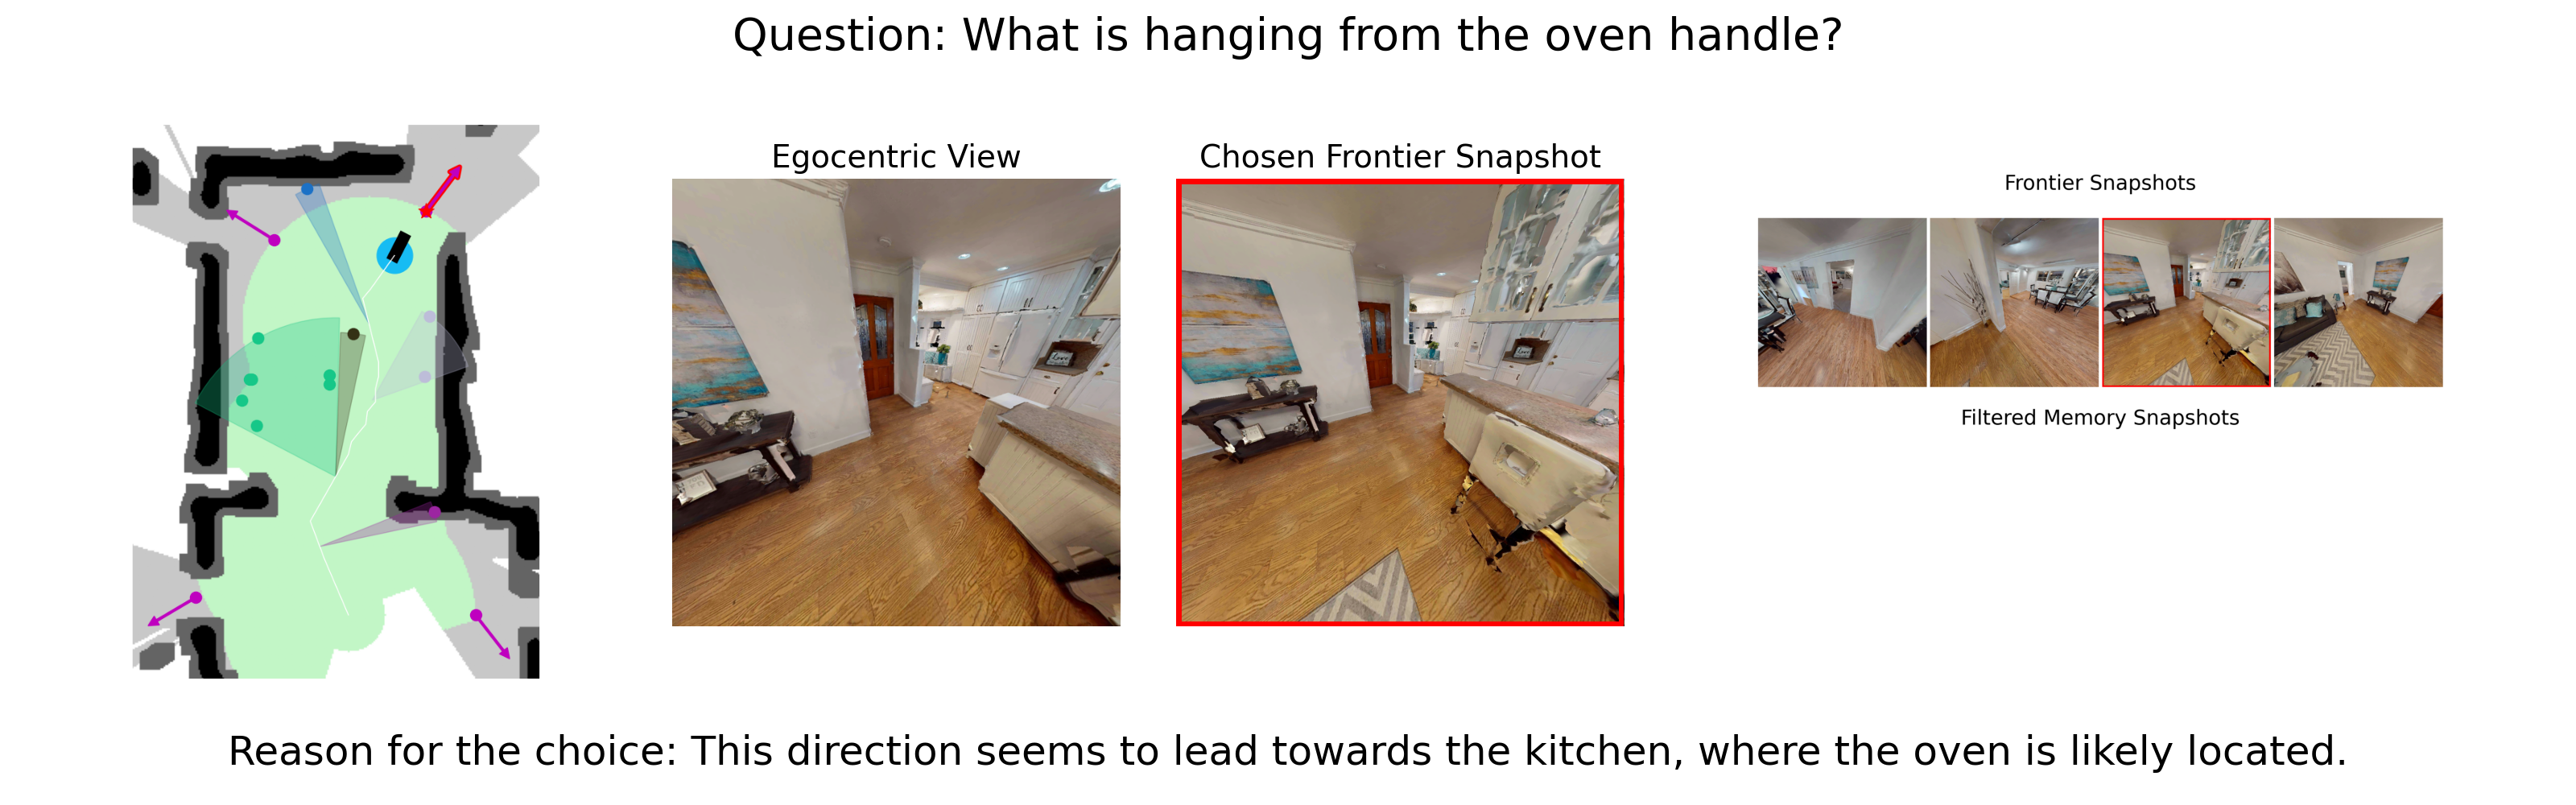 Question: What is hanging from the oven handle?
Egocentric View
Chosen Frontier Snapshot
Frontier Snapshots
Filtered Memory Snapshots
Reason for the choice: This direction seems to lead towards the kitchen, where the oven is likely located.